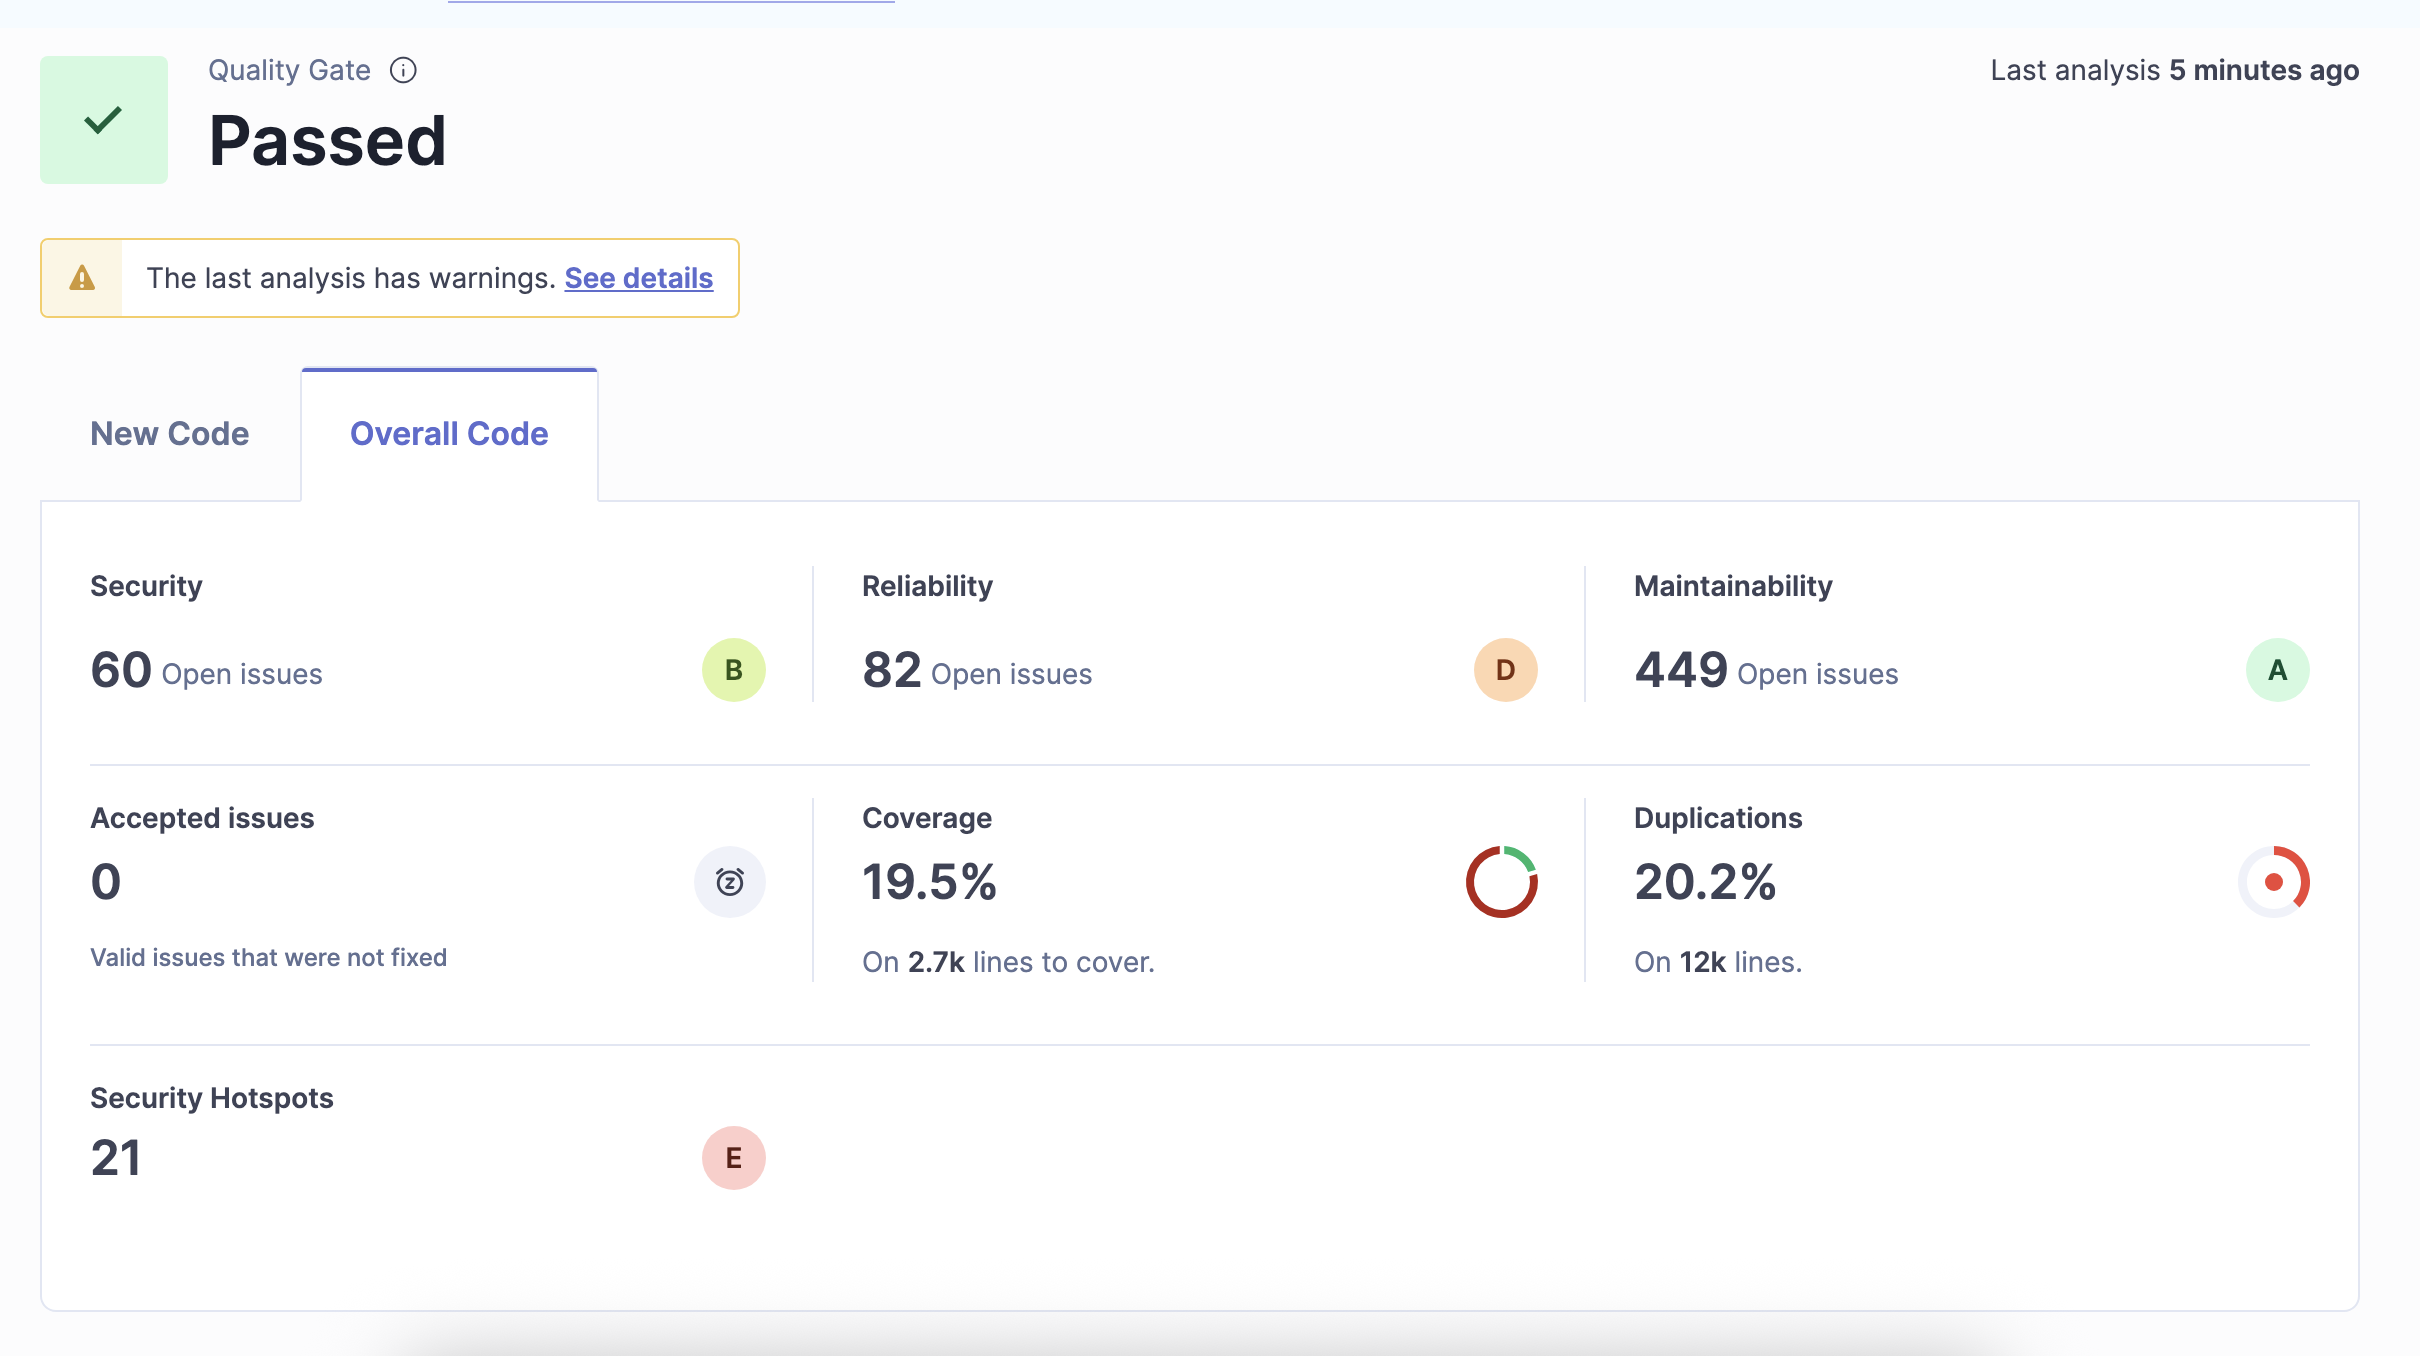 Quality Gate
Last analysis 5 minutes ago
Passed
The last analysis has warnings. See details
New Code
Overall Code
Security
Reliability
Maintainability
60 Open issues
B
82 Open issues
D
449 Open issues
A
Accepted issues
Coverage
Duplications
0
19.5%
20.2%
Valid issues that were not fixed
On 2.7k lines to cover.
On 12k lines.
Security Hotspots
21
E